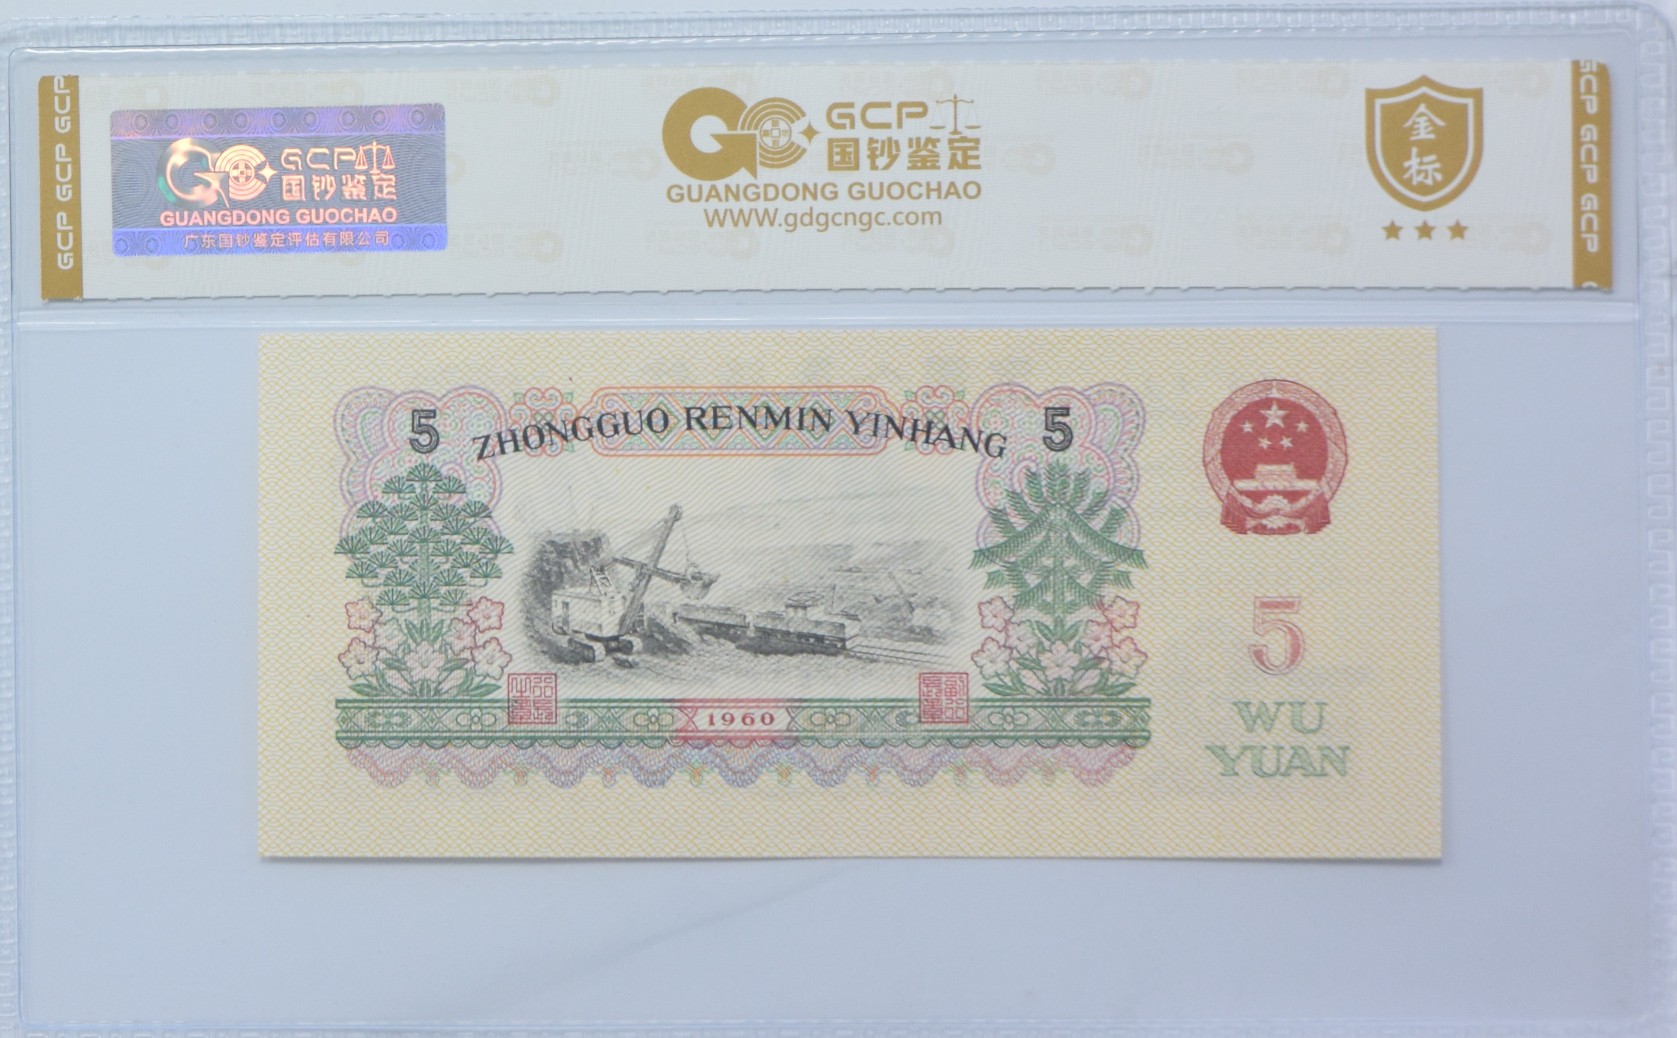 GCP GCP GCP
GCP
国钞鉴定
GUANGDONG GUOCHAO
广东国钞鉴定评估有限公司
GCP
国钞鉴定
GUANGDONG GUOCHAO
WWW.gdgcngc.com
金
标
GCP GCP GCP
5
ZHONGGUO RENMIN YINHANG
5
1960
5
WU
YUAN